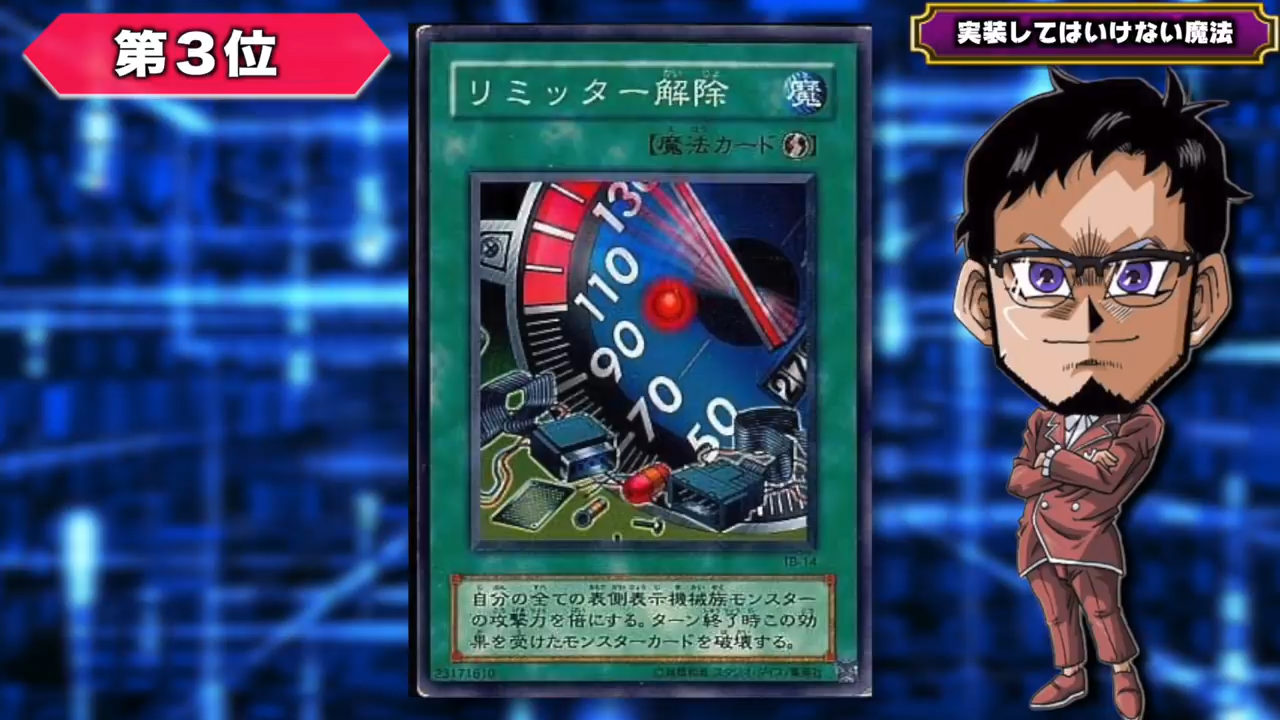 第3位
実装してはいけない魔法
リミッター解除 魔
【魔法カード】
130
110
90
70
50
TB-14
自分の全ての表側表示機械族モンスター
の攻撃力を倍にする。ターン終了時この効
果を受けたモンスターカードを破壊する。
23171610